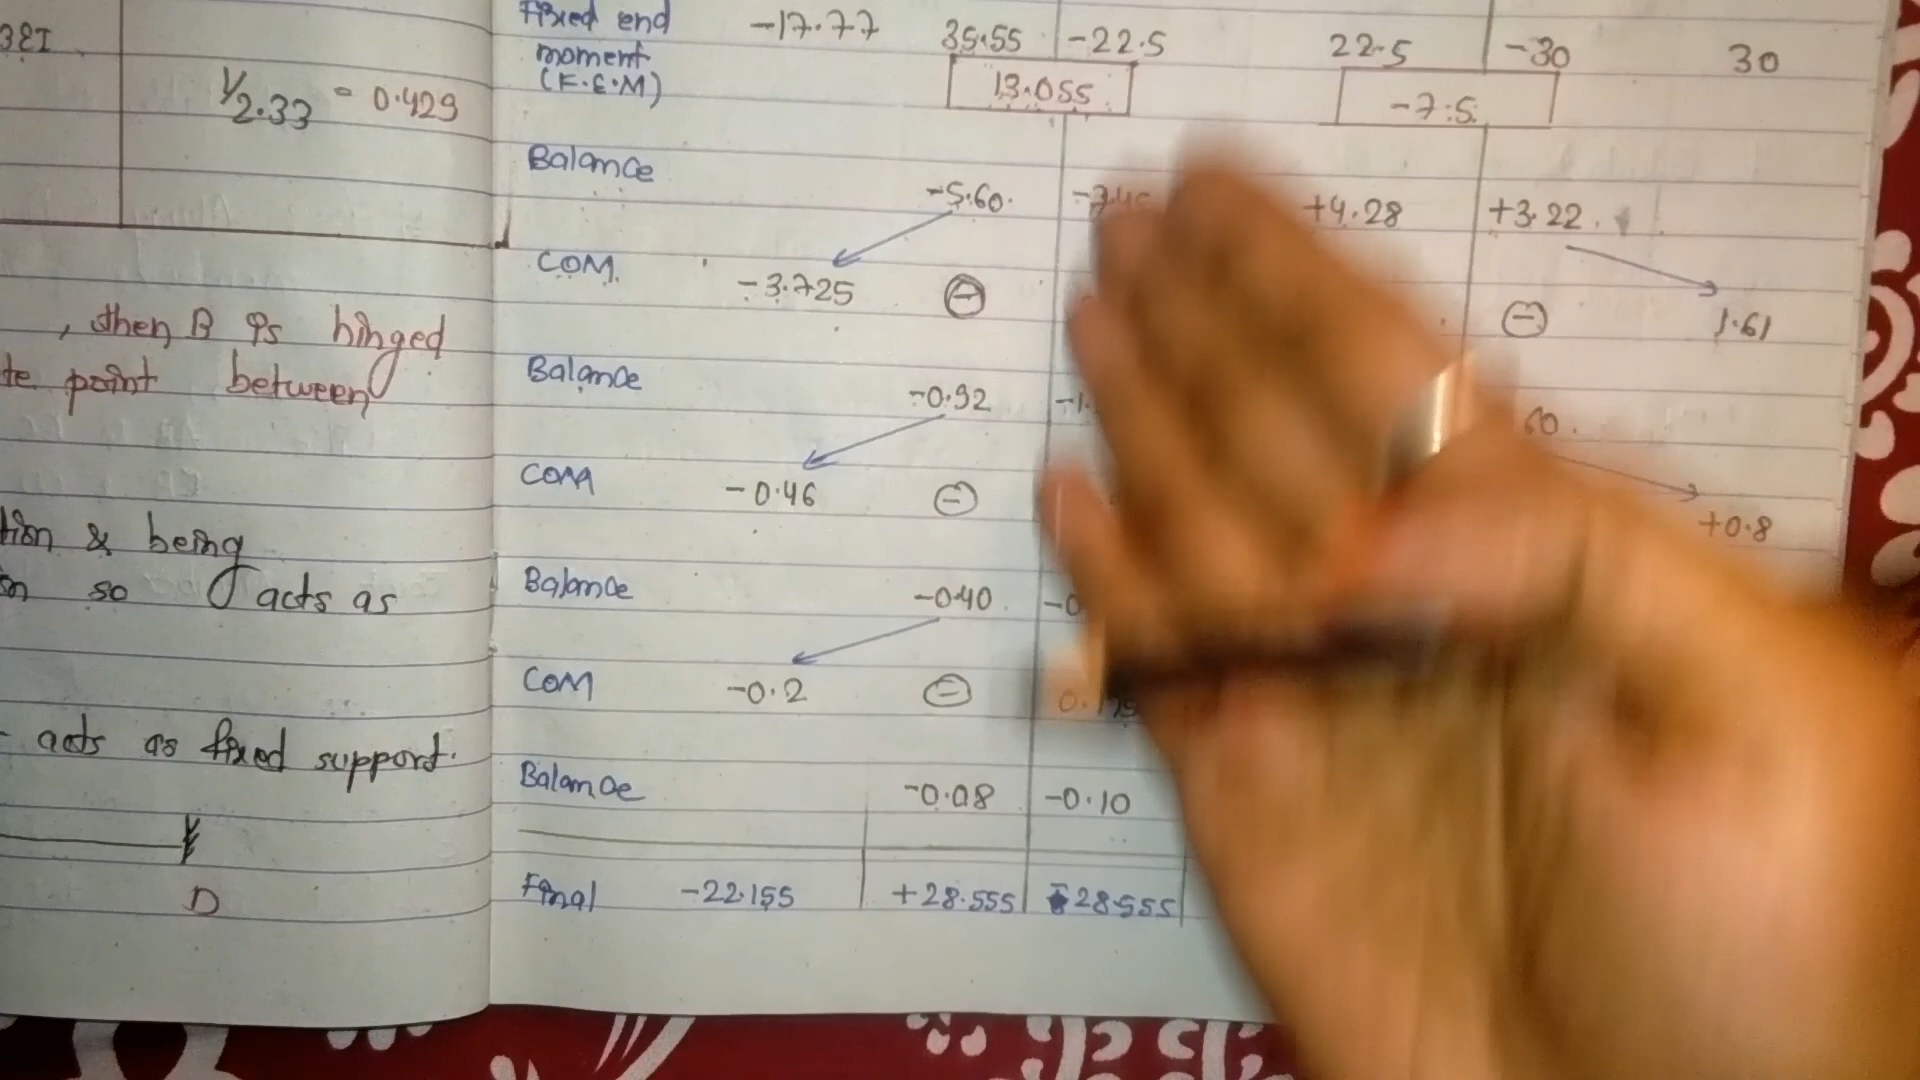 1/2.33 = 0.429
, then B is hinged
te point between
tion & being
so acts as
acts as fixed support.
D
Fixed end -17.77 35.55 -22.5 22.5 -30 30
moment
(F.E.M) 13.055 -7.5
Balance
-5.60. +4.28 +3.22
COM. -3.725 (-) (-) 1.61
Balance -0.92 60.
COM -0.46 (-) +0.8
Balance -0.40
COM -0.2 (-)
Balance -0.08 -0.10
Final -22.155 +28.555 -28.555